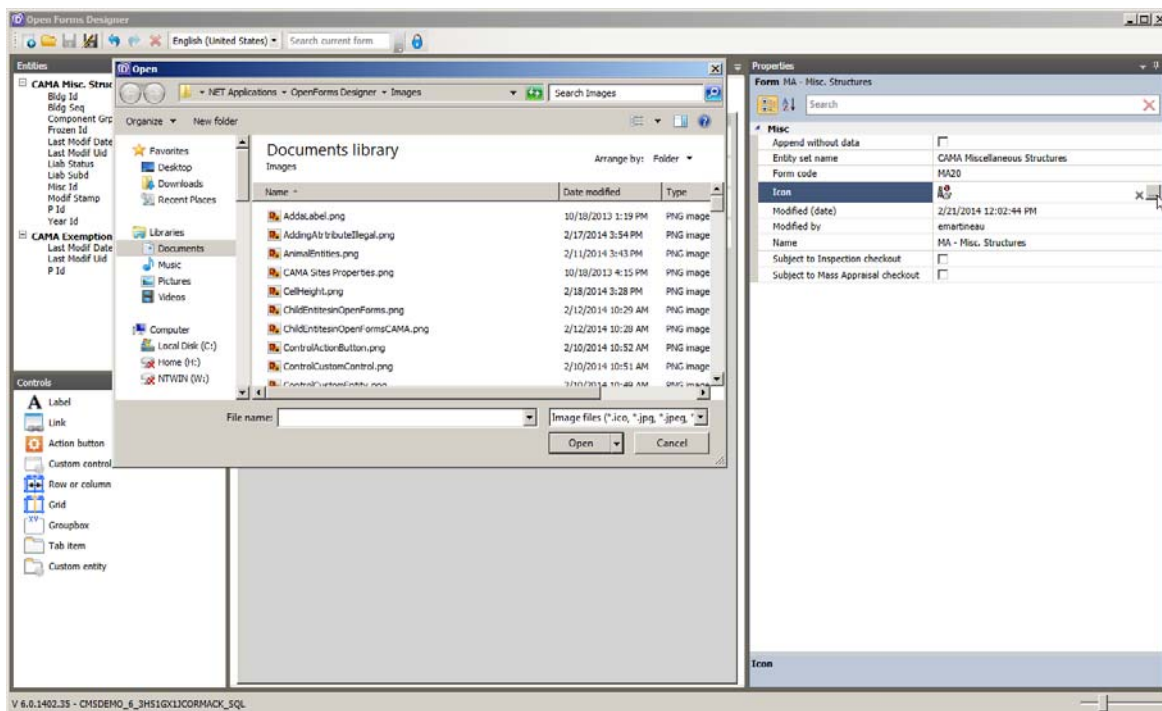 Open Forms Designer
English (United States)
Search current form
Entities
CAMA Misc. Struc
Bldg Id
Bldg Seq
Component Grp
Frozen Id
Last Modif Date
Last Modif Uid
Liab Status
Liab Subd
Misc Id
Modif Stamp
P Id
Year Id
CAMA Exemption
Last Modif Date
Last Modif Uid
P Id
Controls
Label
Link
Action button
Custom control
Row or column
Grid
Groupbox
Tab item
Custom entity
Open
NET Applications OpenForms Designer Images
Search Images
Organize New folder
Favorites
Desktop
Downloads
Recent Places
Libraries
Documents
Music
Pictures
Videos
Computer
Local Disk (C:)
Home (H:)
NTWIN (W:)
Documents library
Images
Arrange by: Folder
Name Date modified Type
AddaLabel.png 10/18/2013 1:19 PM PNG image
AddingAtrtributeIllegal.png 2/17/2014 3:54 PM PNG image
AnimalEntities.png 2/11/2014 3:43 PM PNG image
CAMA Sites Properties.png 10/18/2013 4:15 PM PNG image
CellHeight.png 2/18/2014 3:28 PM PNG image
ChildEntitesinOpenForms.png 2/12/2014 10:29 AM PNG image
ChildEntitesinOpenFormsCAMA.png 2/12/2014 10:28 AM PNG image
ControlActionButton.png 2/10/2014 10:52 AM PNG image
ControlCustomControl.png 2/10/2014 10:51 AM PNG image
ControlCustomEntity.png 2/10/2014 10:49 AM PNG image
File name:
Image files (*.ico, *.jpg, *.jpeg, *
Open Cancel
Properties
Form MA - Misc. Structures
Search
Misc
Append without data
Entity set name CAMA Miscellaneous Structures
Form code MA20
Icon
Modified (date) 2/21/2014 12:02:44 PM
Modified by emartineau
Name MA - Misc. Structures
Subject to Inspection checkout
Subject to Mass Appraisal checkout
Icon
V 6.0.1402.35 - CMSDEMO_6_3HS1GX1JCORMACK_SQL